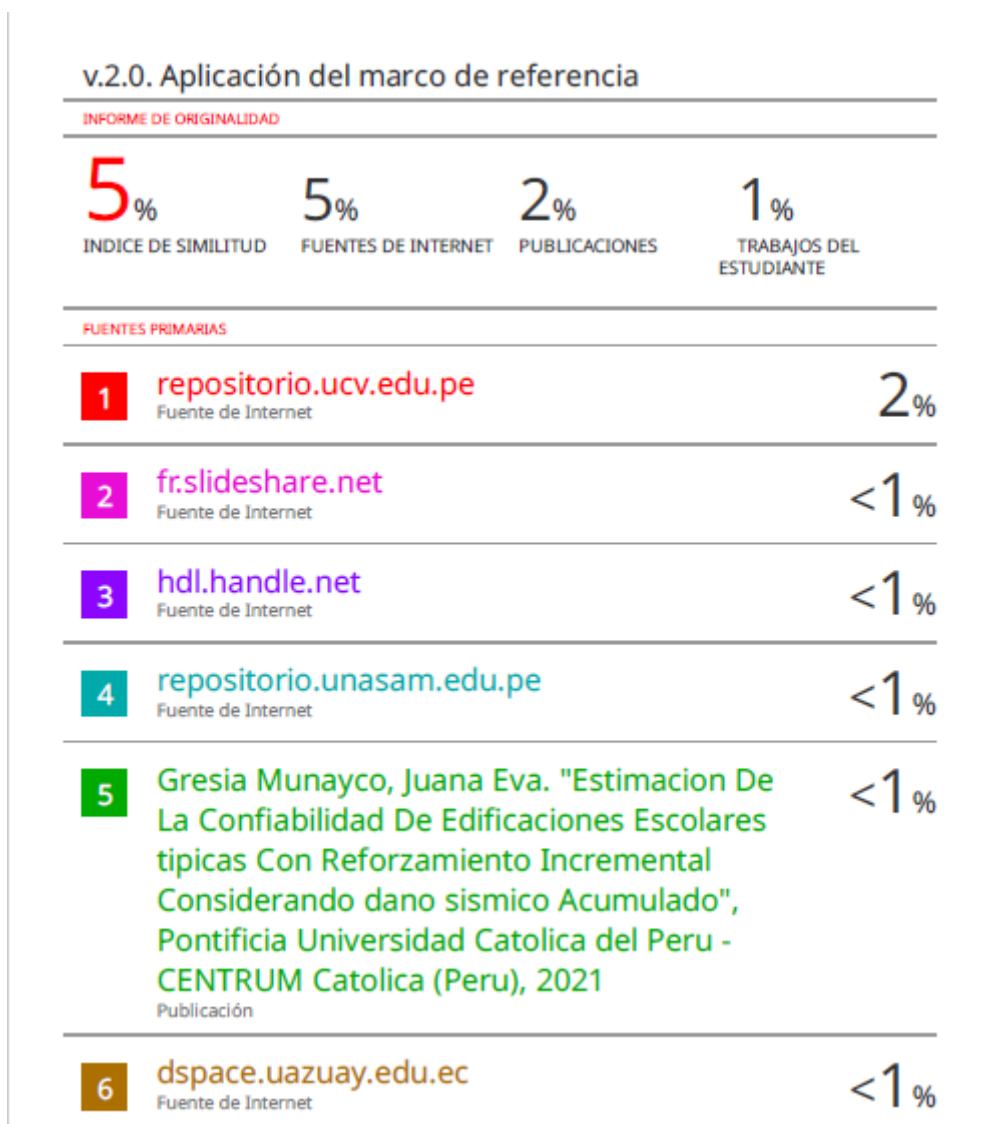 v.2.0. Aplicación del marco de referencia
INFORME DE ORIGINALIDAD
5% 5% 2% 1%
INDICE DE SIMILITUD FUENTES DE INTERNET PUBLICACIONES TRABAJOS DEL
ESTUDIANTE
FUENTES PRIMARIAS
1 repositorio.ucv.edu.pe 2%
Fuente de Internet
2 fr.slideshare.net <1%
Fuente de Internet
3 hdl.handle.net <1%
Fuente de Internet
4 repositorio.unasam.edu.pe <1%
Fuente de Internet
5 Gresia Munayco, Juana Eva. "Estimacion De <1%
La Confiabilidad De Edificaciones Escolares
tipicas Con Reforzamiento Incremental
Considerando dano sismico Acumulado",
Pontificia Universidad Catolica del Peru -
CENTRUM Catolica (Peru), 2021
Publicación
6 dspace.uazuay.edu.ec <1%
Fuente de Internet